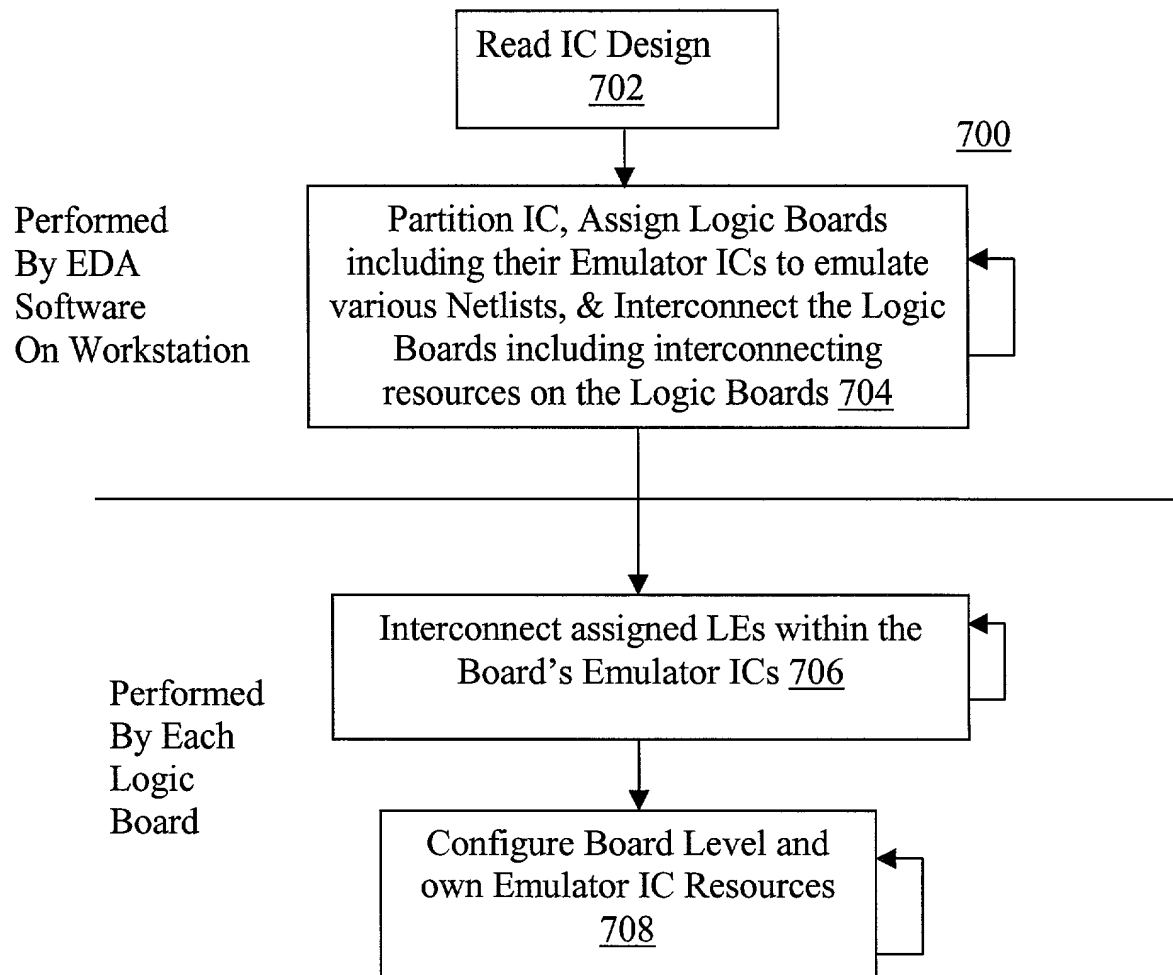 Read IC Design
702
700
Performed
By EDA
Software
On Workstation
Partition IC, Assign Logic Boards
including their Emulator ICs to emulate
various Netlists, & Interconnect the Logic
Boards including interconnecting
resources on the Logic Boards 704
Interconnect assigned LEs within the
Board's Emulator ICs 706
Performed
By Each
Logic
Board
Configure Board Level and
own Emulator IC Resources
708